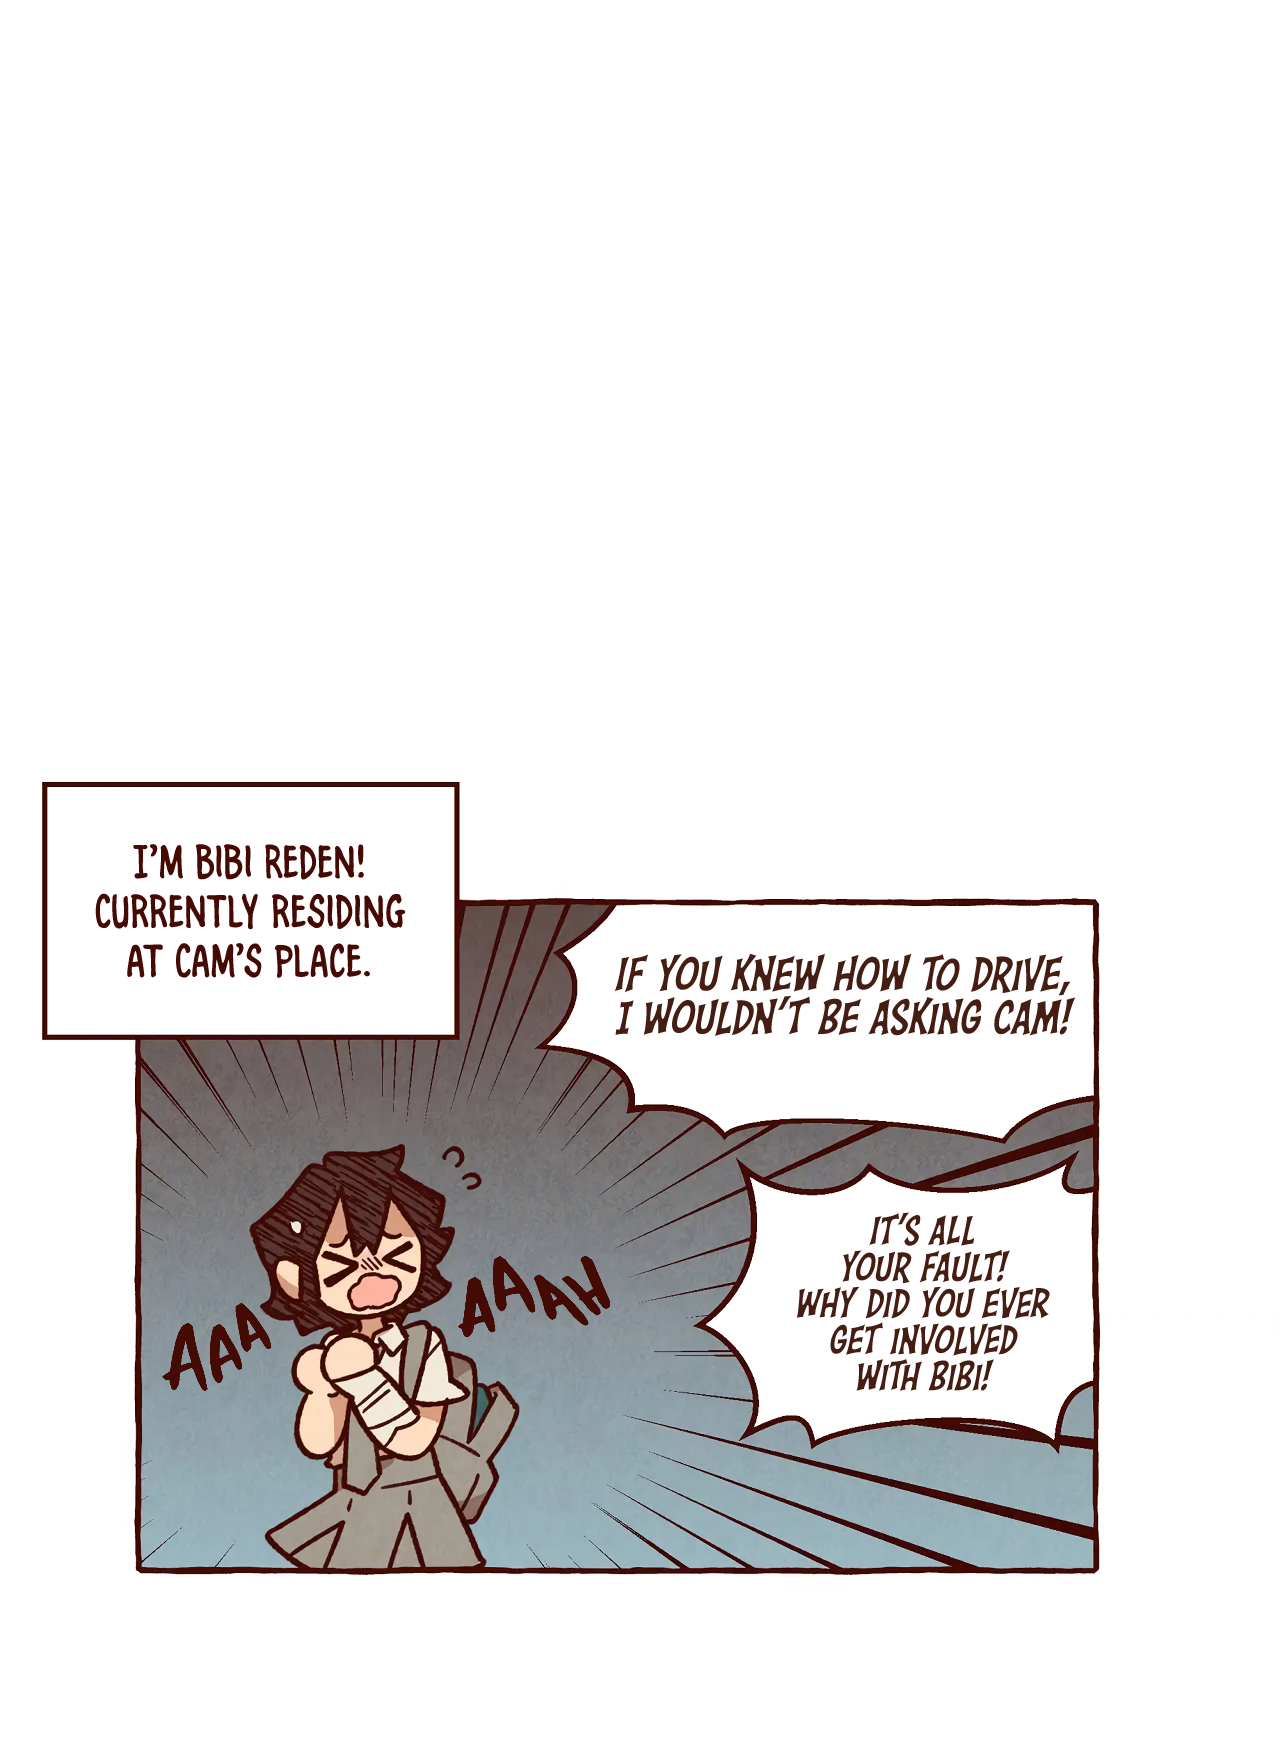 I'M BIBI REDEN!
CURRENTLY RESIDING
AT CAM'S PLACE.
IF YOU KNEW HOW TO DRIVE,
I WOULDN'T BE ASKING CAM!
IT'S ALL
YOUR FAULT!
WHY DID YOU EVER
GET INVOLVED
WITH BIBI!
AAA
AAAH